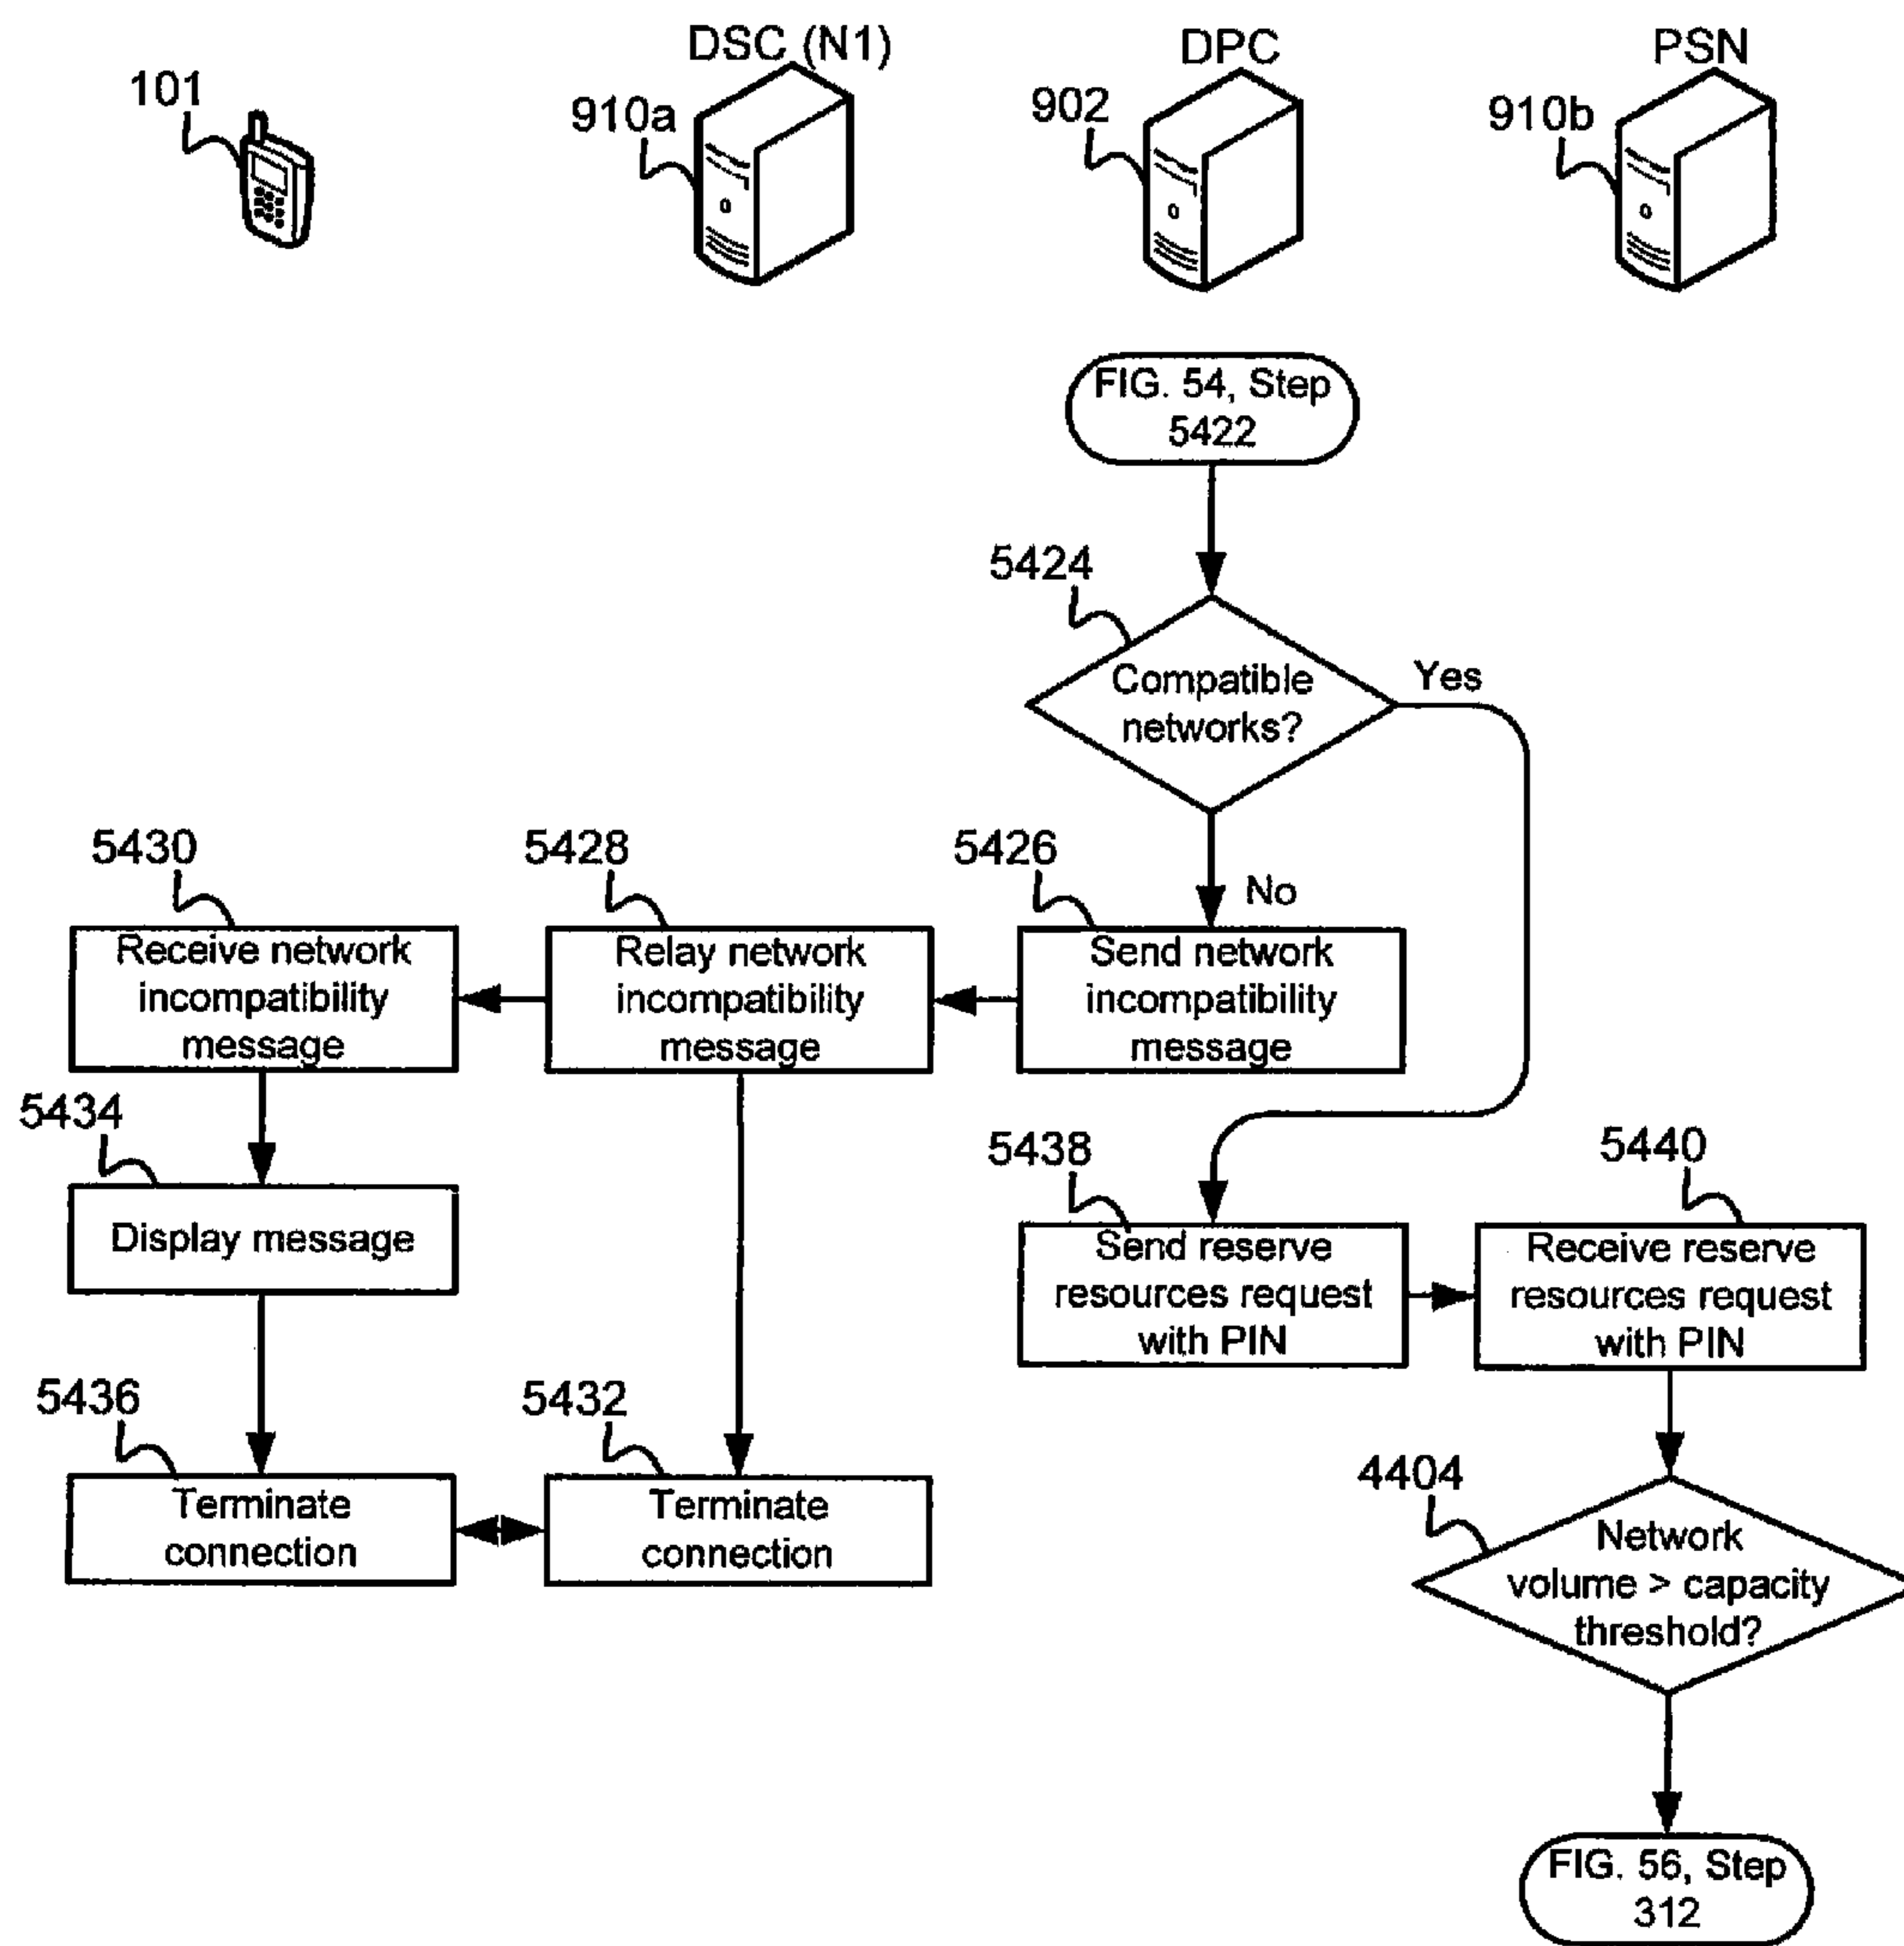 DSC (N1)
DPC
PSN
101
910a
902
910b
FIG. 54, Step
5422
5424
Compatible
networks?
Yes
No
5430
5428
5426
Receive network
incompatibility
message
Relay network
incompatibility
message
Send network
incompatibility
message
5434
Display message
5438
5440
Send reserve
resources request
with PIN
Receive reserve
resources request
with PIN
5436
5432
Terminate
connection
Terminate
connection
4404
Network
volume > capacity
threshold?
FIG. 56, Step
312